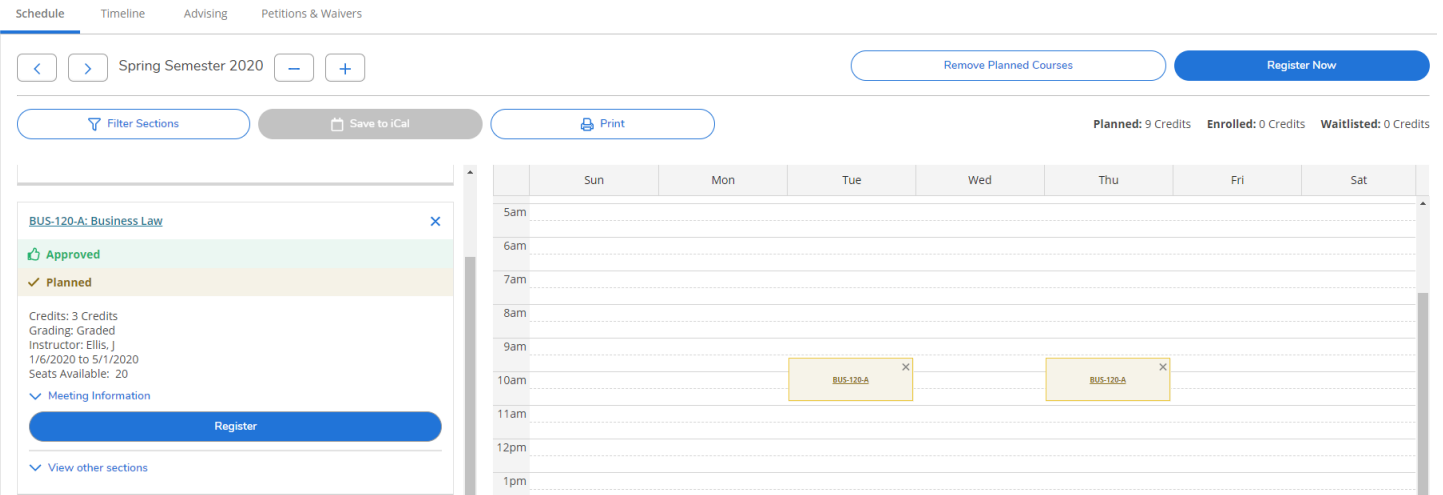 Schedule Timeline Advising Petitions & Waivers
Spring Semester 2020
Remove Planned Courses
Register Now
Filter Sections
Save to iCal
Print
Planned: 9 Credits Enrolled: 0 Credits Waitlisted: 0 Credits
BUS-120-A: Business Law
Approved
Planned
Credits: 3 Credits
Grading: Graded
Instructor: Ellis, J
1/6/2020 to 5/1/2020
Seats Available: 20
Meeting Information
Register
View other sections
Sun Mon Tue Wed Thu Fri Sat
5am
6am
7am
8am
9am
10am
BUS-120-A BUS-120-A
11am
12pm
1pm